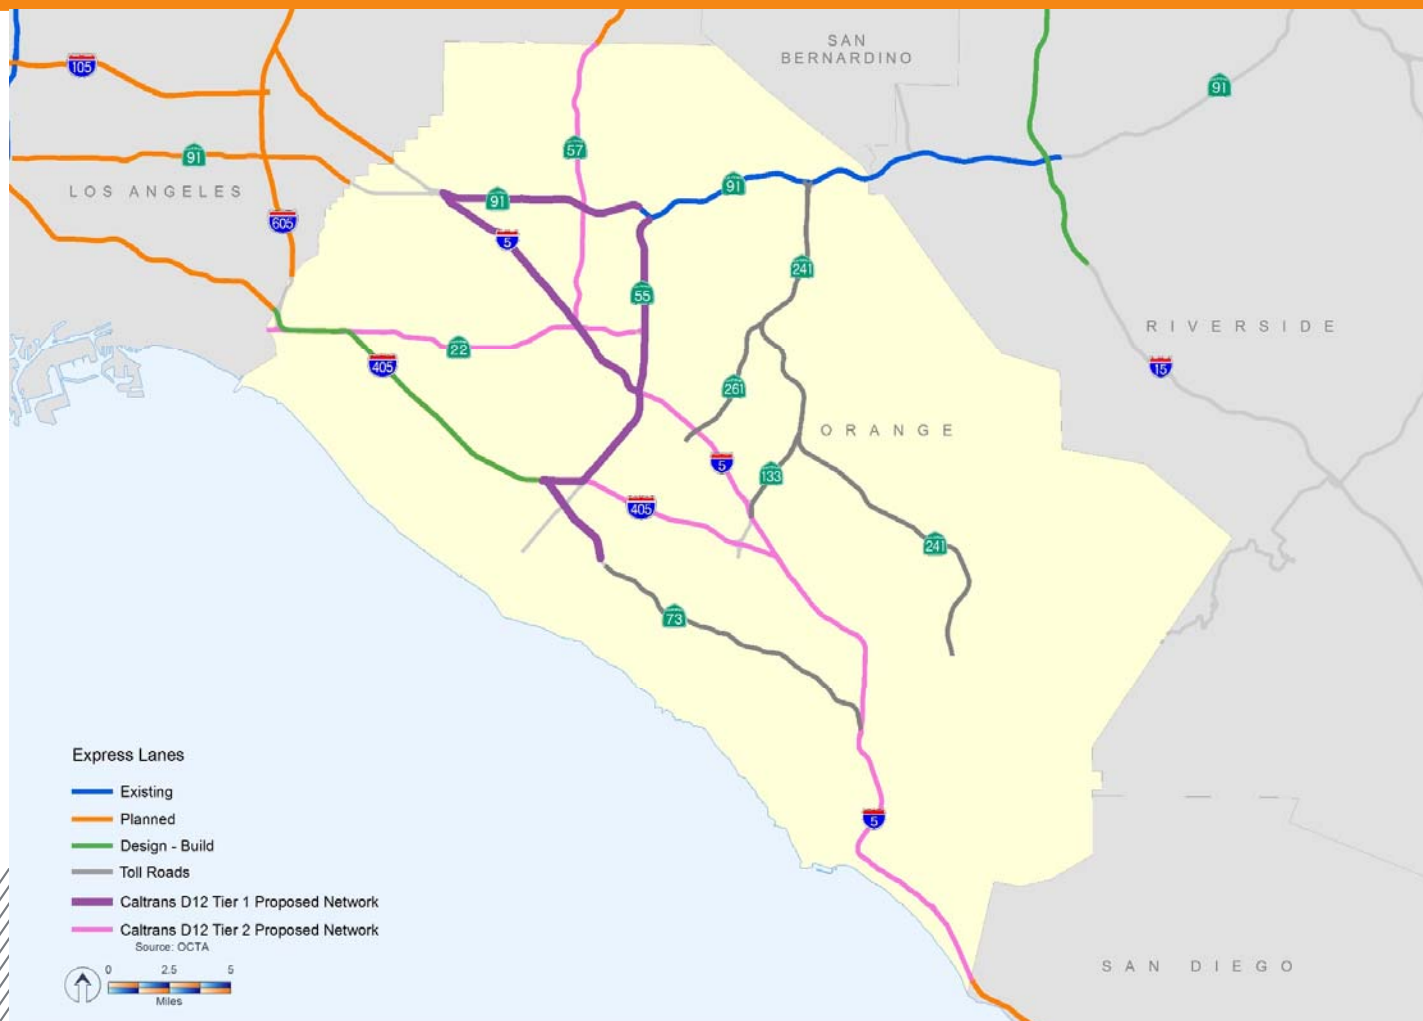 SAN
BERNARDINO
105
91
57
91
91
LOS ANGELES
91
605
5
241
55
RIVERSIDE
22
405
15
261
ORANGE
5
133
405
241
73
Express Lanes
Existing
Planned
Design - Build
Toll Roads
Caltrans D12 Tier 1 Proposed Network
Caltrans D12 Tier 2 Proposed Network
Source: OCTA
0 2.5 5
Miles
5
SAN DIEGO